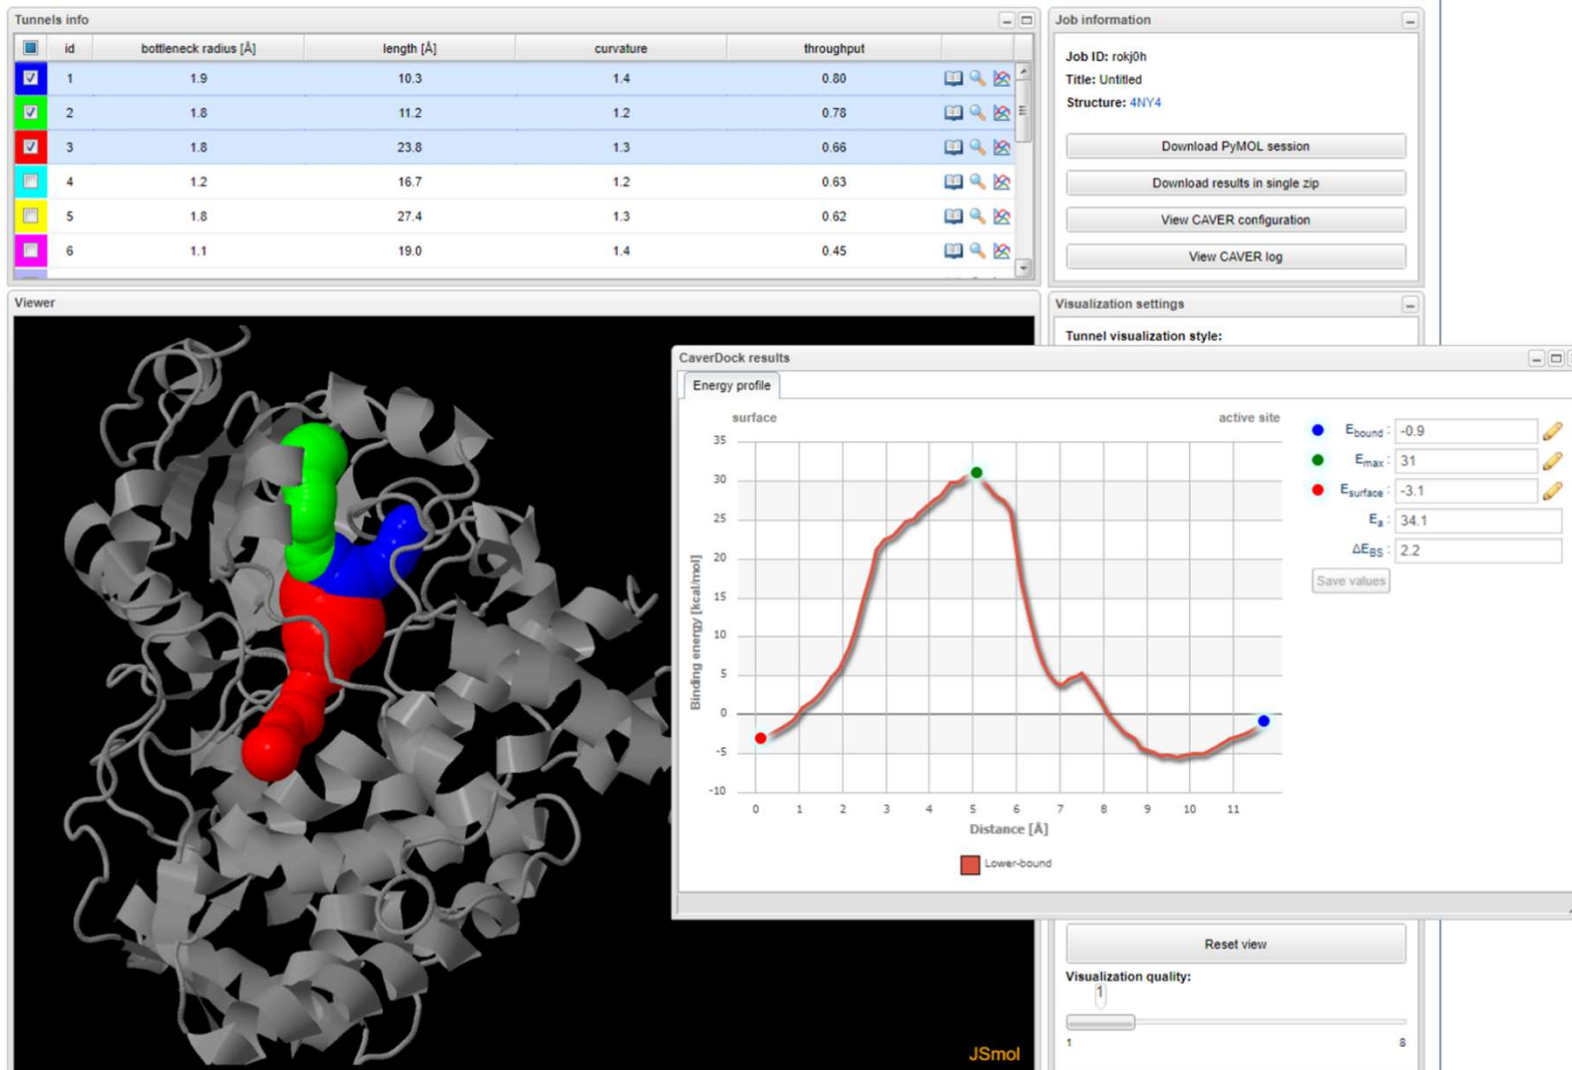 Tunnels info
id bottleneck radius [Å] length [Å] curvature throughput
1 1.9 10.3 1.4 0.80
2 1.8 11.2 1.2 0.78
3 1.8 23.8 1.3 0.66
4 1.2 16.7 1.2 0.63
5 1.8 27.4 1.3 0.62
6 1.1 19.0 1.4 0.45
Job information
Job ID: rokj0h
Title: Untitled
Structure: 4NY4
Download PyMOL session
Download results in single zip
View CAVER configuration
View CAVER log
Viewer
JSmol
Visualization settings
Tunnel visualization style:
CaverDock results
Energy profile
surface active site
35
30
25
20
15
10
5
0
-5
-10
Binding energy [kcal/mol]
0 1 2 3 4 5 6 7 8 9 10 11
Distance [Å]
Lower-bound
Ebound : -0.9
Emax : 31
Esurface : -3.1
Ea : 34.1
ΔEBS : 2.2
Save values
Reset view
Visualization quality:
1
1 8